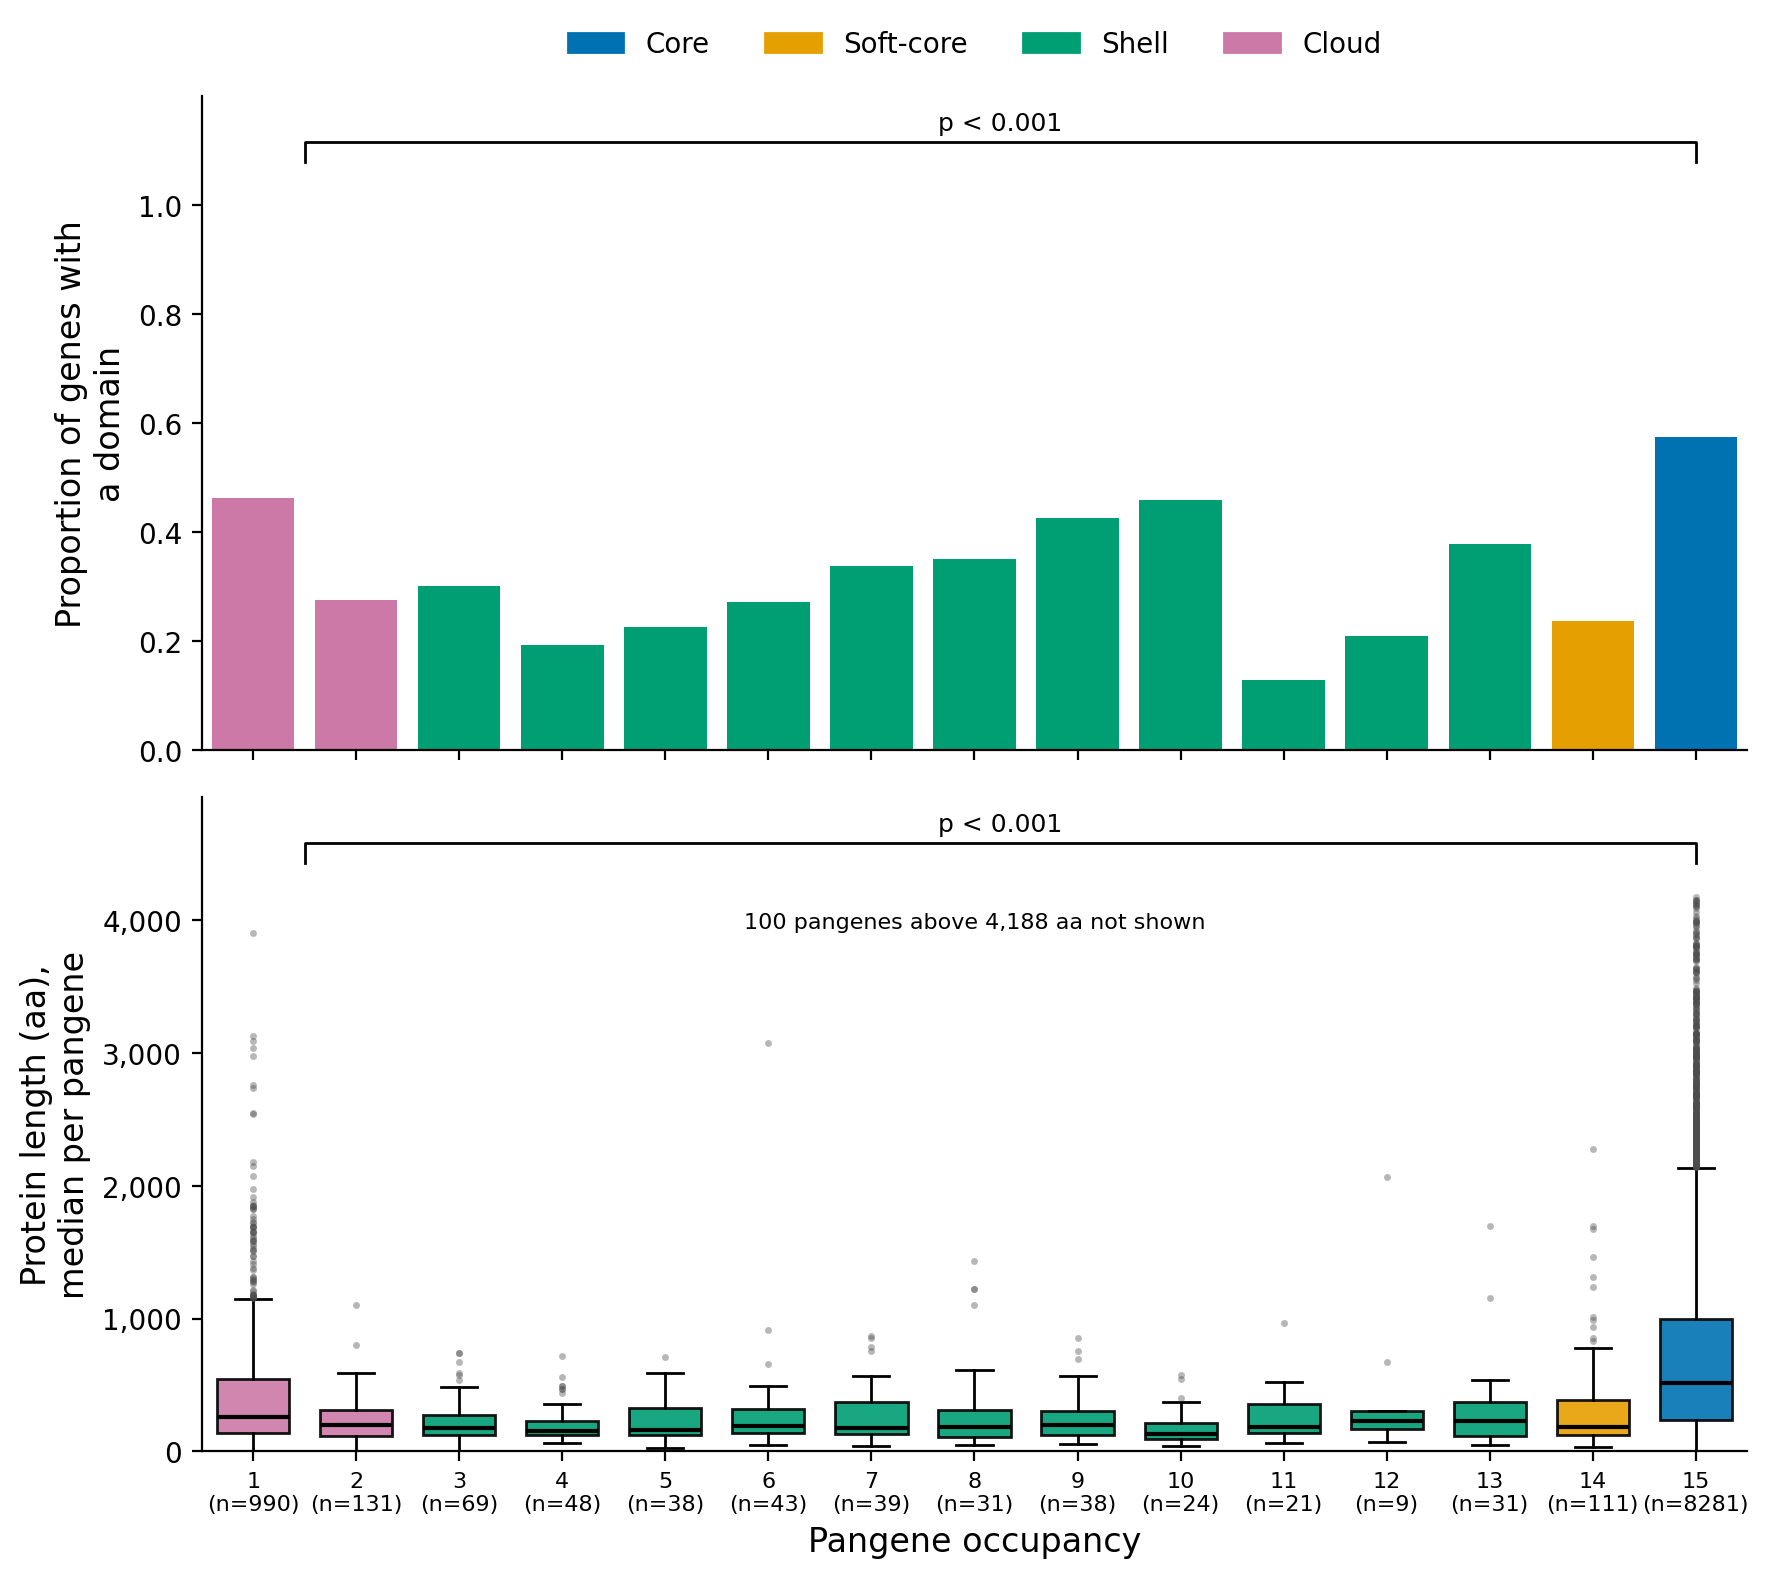 Core Soft-core Shell Cloud
p < 0.001
Proportion of genes with
a domain
1.0
0.8
0.6
0.4
0.2
0.0
p < 0.001
100 pangenes above 4,188 aa not shown
Protein length (aa),
median per pangene
4,000
3,000
2,000
1,000
0
1 2 3 4 5 6 7 8 9 10 11 12 13 14 15
(n=990) (n=131) (n=69) (n=48) (n=38) (n=43) (n=39) (n=31) (n=38) (n=24) (n=21) (n=9) (n=31) (n=111) (n=8281)
Pangene occupancy